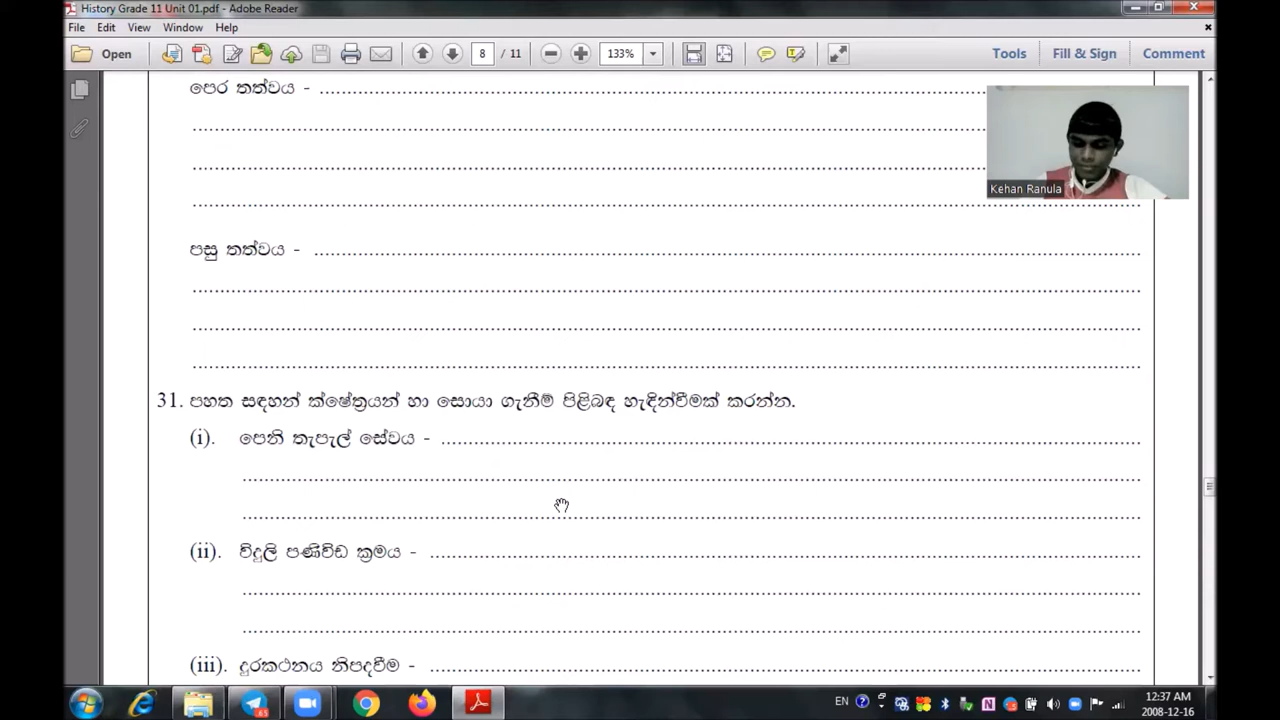 History Grade 11 Unit 01.pdf - Adobe Reader
File Edit View Window Help
Open 8 / 11 133% Tools Fill & Sign Comment
පෙර තත්වය - ........................................
Kehan Ranula
පසු තත්වය - ........................................
31. පහත සඳහන් ක්ෂේත්‍රයන් හා සොයා ගැනීම් පිළිබඳ හැඳින්වීමක් කරන්න.
(i). පෙනි තැපැල් සේවය - ........................................
(ii). විදුලි පණිවිඩ ක්‍රමය - ........................................
(iii). දුරකථනය නිපදවීම - ........................................
EN 12:37 AM
2008-12-16